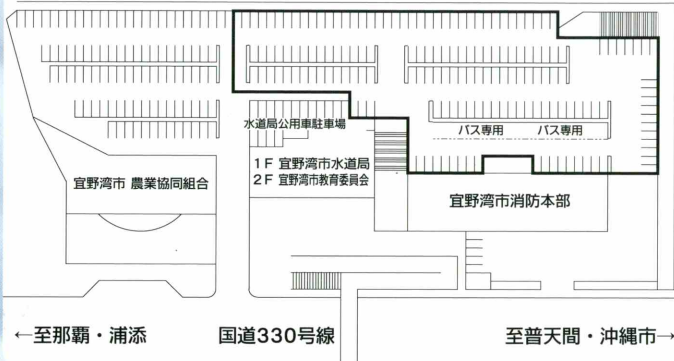 水道局公用車駐車場
バス専用 バス専用
1F 宜野湾市水道局
2F 宜野湾市教育委員会
宜野湾市 農業協同組合
宜野湾市消防本部
←至那覇・浦添 国道330号線 至普天間・沖縄市→